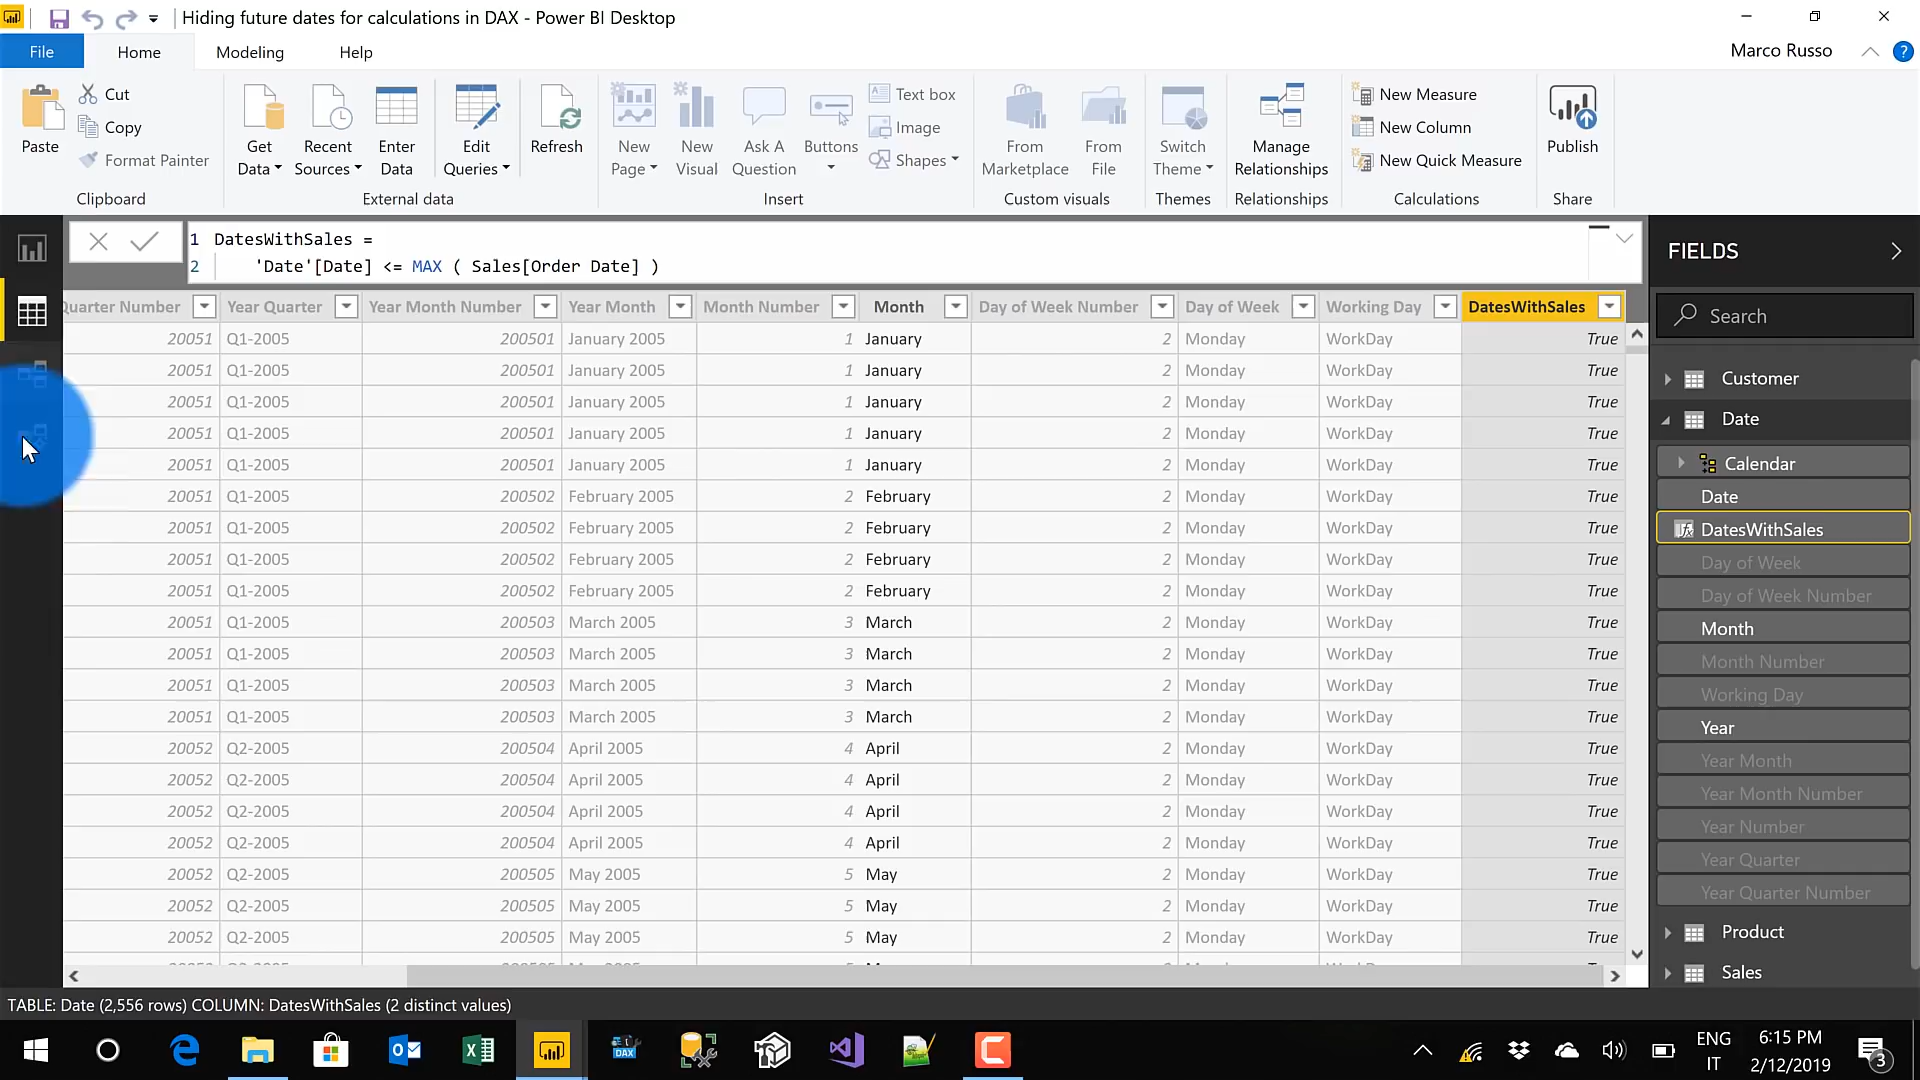 Hiding future dates for calculations in DAX - Power BI Desktop
File Home Modeling Help
Marco Russo
?
Paste
Cut
Copy
Format Painter
Clipboard
Get Data
Recent Sources
Enter Data
Edit Queries
Refresh
External data
New Page
New Visual
Ask A Question
Buttons
Text box
Image
Shapes
Insert
From Marketplace
From File
Custom visuals
Switch Theme
Themes
Manage Relationships
Relationships
New Measure
New Column
New Quick Measure
Calculations
Publish
Share
1 DatesWithSales =
2 'Date'[Date] <= MAX ( Sales[Order Date] )
Quarter Number Year Quarter Year Month Number Year Month Month Number Month Day of Week Number Day of Week Working Day DatesWithSales
20051 Q1-2005 200501 January 2005 1 January 2 Monday WorkDay True
20051 Q1-2005 200501 January 2005 1 January 2 Monday WorkDay True
20051 Q1-2005 200501 January 2005 1 January 2 Monday WorkDay True
20051 Q1-2005 200501 January 2005 1 January 2 Monday WorkDay True
20051 Q1-2005 200501 January 2005 1 January 2 Monday WorkDay True
20051 Q1-2005 200502 February 2005 2 February 2 Monday WorkDay True
20051 Q1-2005 200502 February 2005 2 February 2 Monday WorkDay True
20051 Q1-2005 200502 February 2005 2 February 2 Monday WorkDay True
20051 Q1-2005 200502 February 2005 2 February 2 Monday WorkDay True
20051 Q1-2005 200503 March 2005 3 March 2 Monday WorkDay True
20051 Q1-2005 200503 March 2005 3 March 2 Monday WorkDay True
20051 Q1-2005 200503 March 2005 3 March 2 Monday WorkDay True
20051 Q1-2005 200503 March 2005 3 March 2 Monday WorkDay True
20052 Q2-2005 200504 April 2005 4 April 2 Monday WorkDay True
20052 Q2-2005 200504 April 2005 4 April 2 Monday WorkDay True
20052 Q2-2005 200504 April 2005 4 April 2 Monday WorkDay True
20052 Q2-2005 200504 April 2005 4 April 2 Monday WorkDay True
20052 Q2-2005 200505 May 2005 5 May 2 Monday WorkDay True
20052 Q2-2005 200505 May 2005 5 May 2 Monday WorkDay True
20052 Q2-2005 200505 May 2005 5 May 2 Monday WorkDay True
FIELDS
Search
Customer
Date
Calendar
Date
DatesWithSales
Day of Week
Day of Week Number
Month
Month Number
Working Day
Year
Year Month
Year Month Number
Year Number
Year Quarter
Year Quarter Number
Product
Sales
TABLE: Date (2,556 rows) COLUMN: DatesWithSales (2 distinct values)
DAX
ENG
IT
6:15 PM
2/12/2019
3